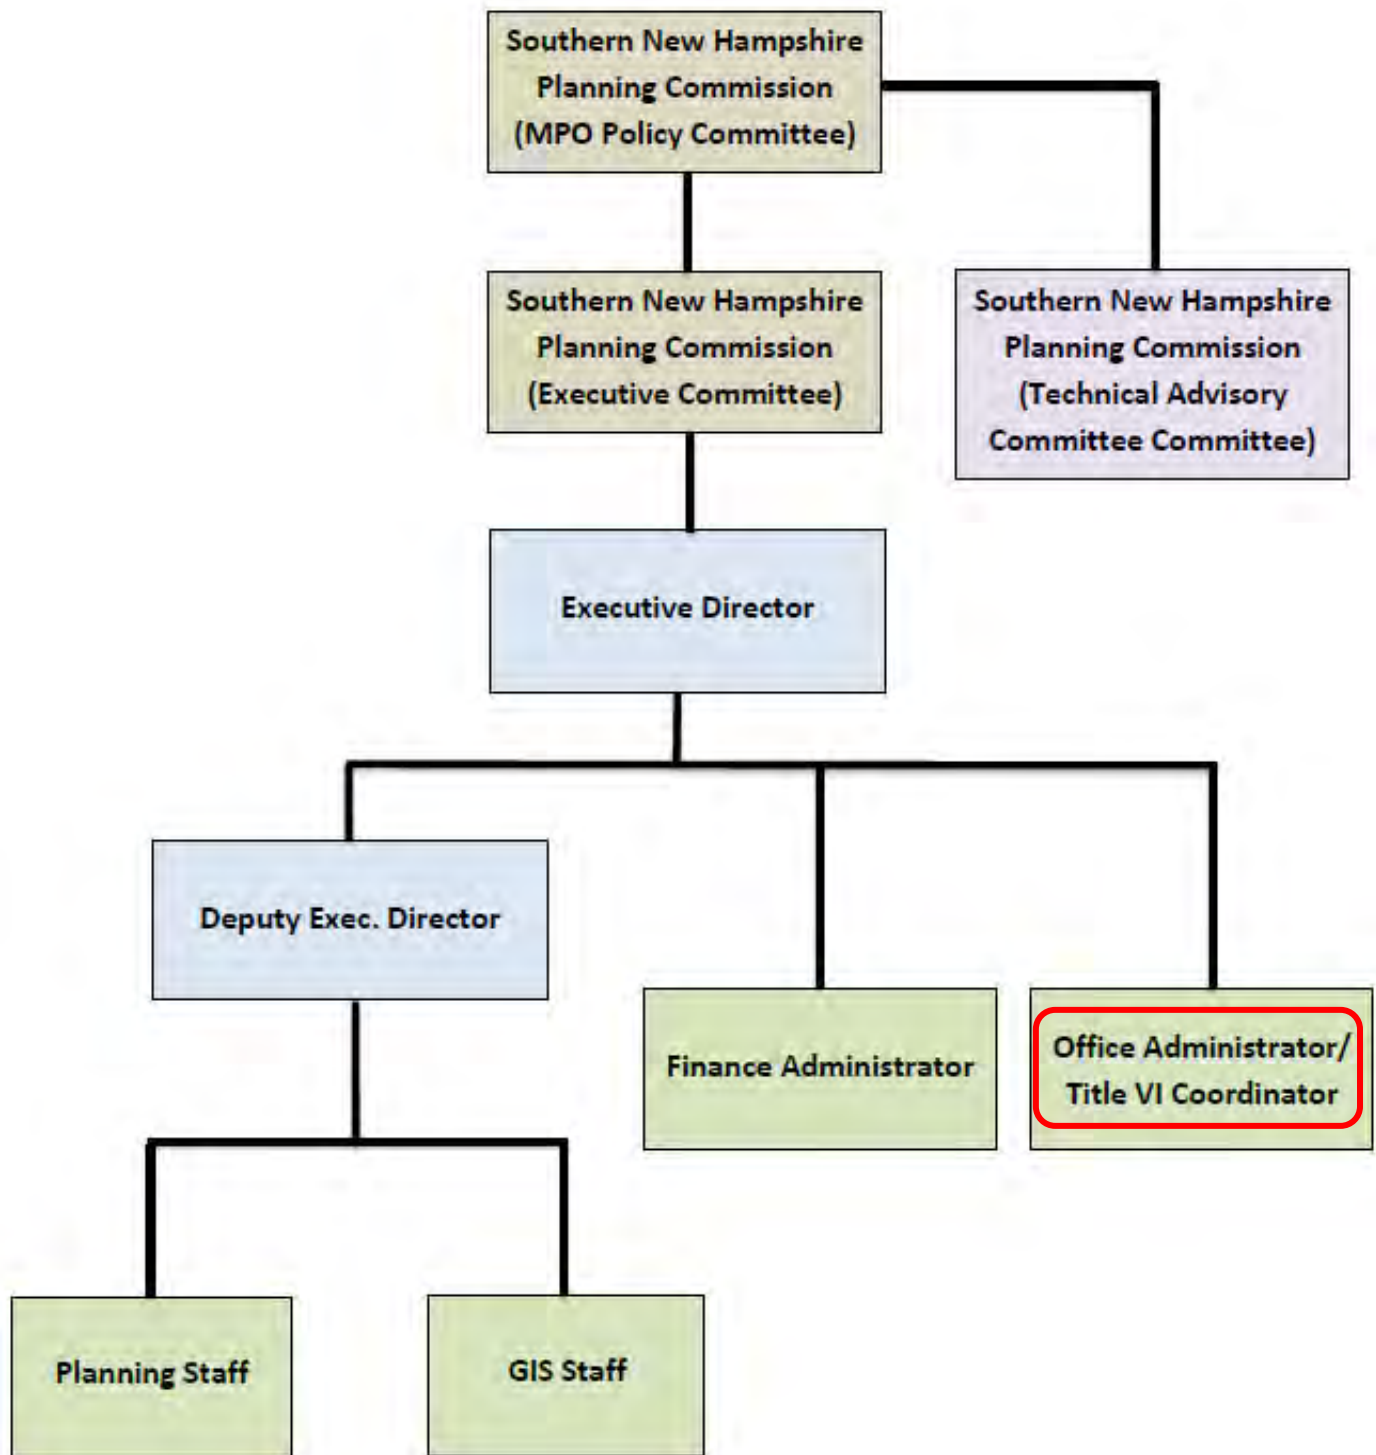 Southern New Hampshire
Planning Commission
(MPO Policy Committee)
Southern New Hampshire
Planning Commission
(Executive Committee)
Southern New Hampshire
Planning Commission
(Technical Advisory
Committee Committee)
Executive Director
Deputy Exec. Director
Finance Administrator
Office Administrator/
Title VI Coordinator
Planning Staff
GIS Staff